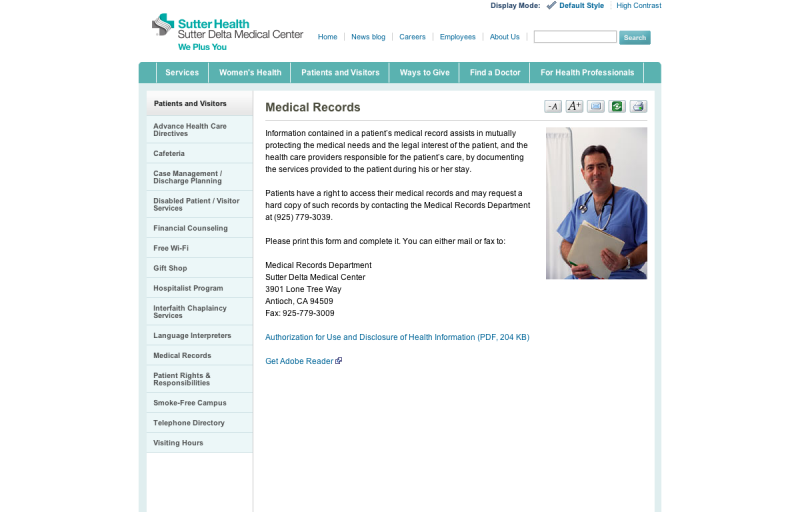 Display Mode: Default Style High Contrast
Sutter Health
Sutter Delta Medical Center
We Plus You
Home News blog Careers Employees About Us Search
Services Women's Health Patients and Visitors Ways to Give Find a Doctor For Health Professionals
Patients and Visitors
Advance Health Care
Directives
Cafeteria
Case Management /
Discharge Planning
Disabled Patient / Visitor
Services
Financial Counseling
Free Wi-Fi
Gift Shop
Hospitalist Program
Interfaith Chaplaincy
Services
Language Interpreters
Medical Records
Patient Rights &
Responsibilities
Smoke-Free Campus
Telephone Directory
Visiting Hours
Medical Records
-A A+
Information contained in a patient's medical record assists in mutually
protecting the medical needs and the legal interest of the patient, and the
health care providers responsible for the patient's care, by documenting
the services provided to the patient during his or her stay.
Patients have a right to access their medical records and may request a
hard copy of such records by contacting the Medical Records Department
at (925) 779-3039.
Please print this form and complete it. You can either mail or fax to:
Medical Records Department
Sutter Delta Medical Center
3901 Lone Tree Way
Antioch, CA 94509
Fax: 925-779-3009
Authorization for Use and Disclosure of Health Information (PDF, 204 KB)
Get Adobe Reader